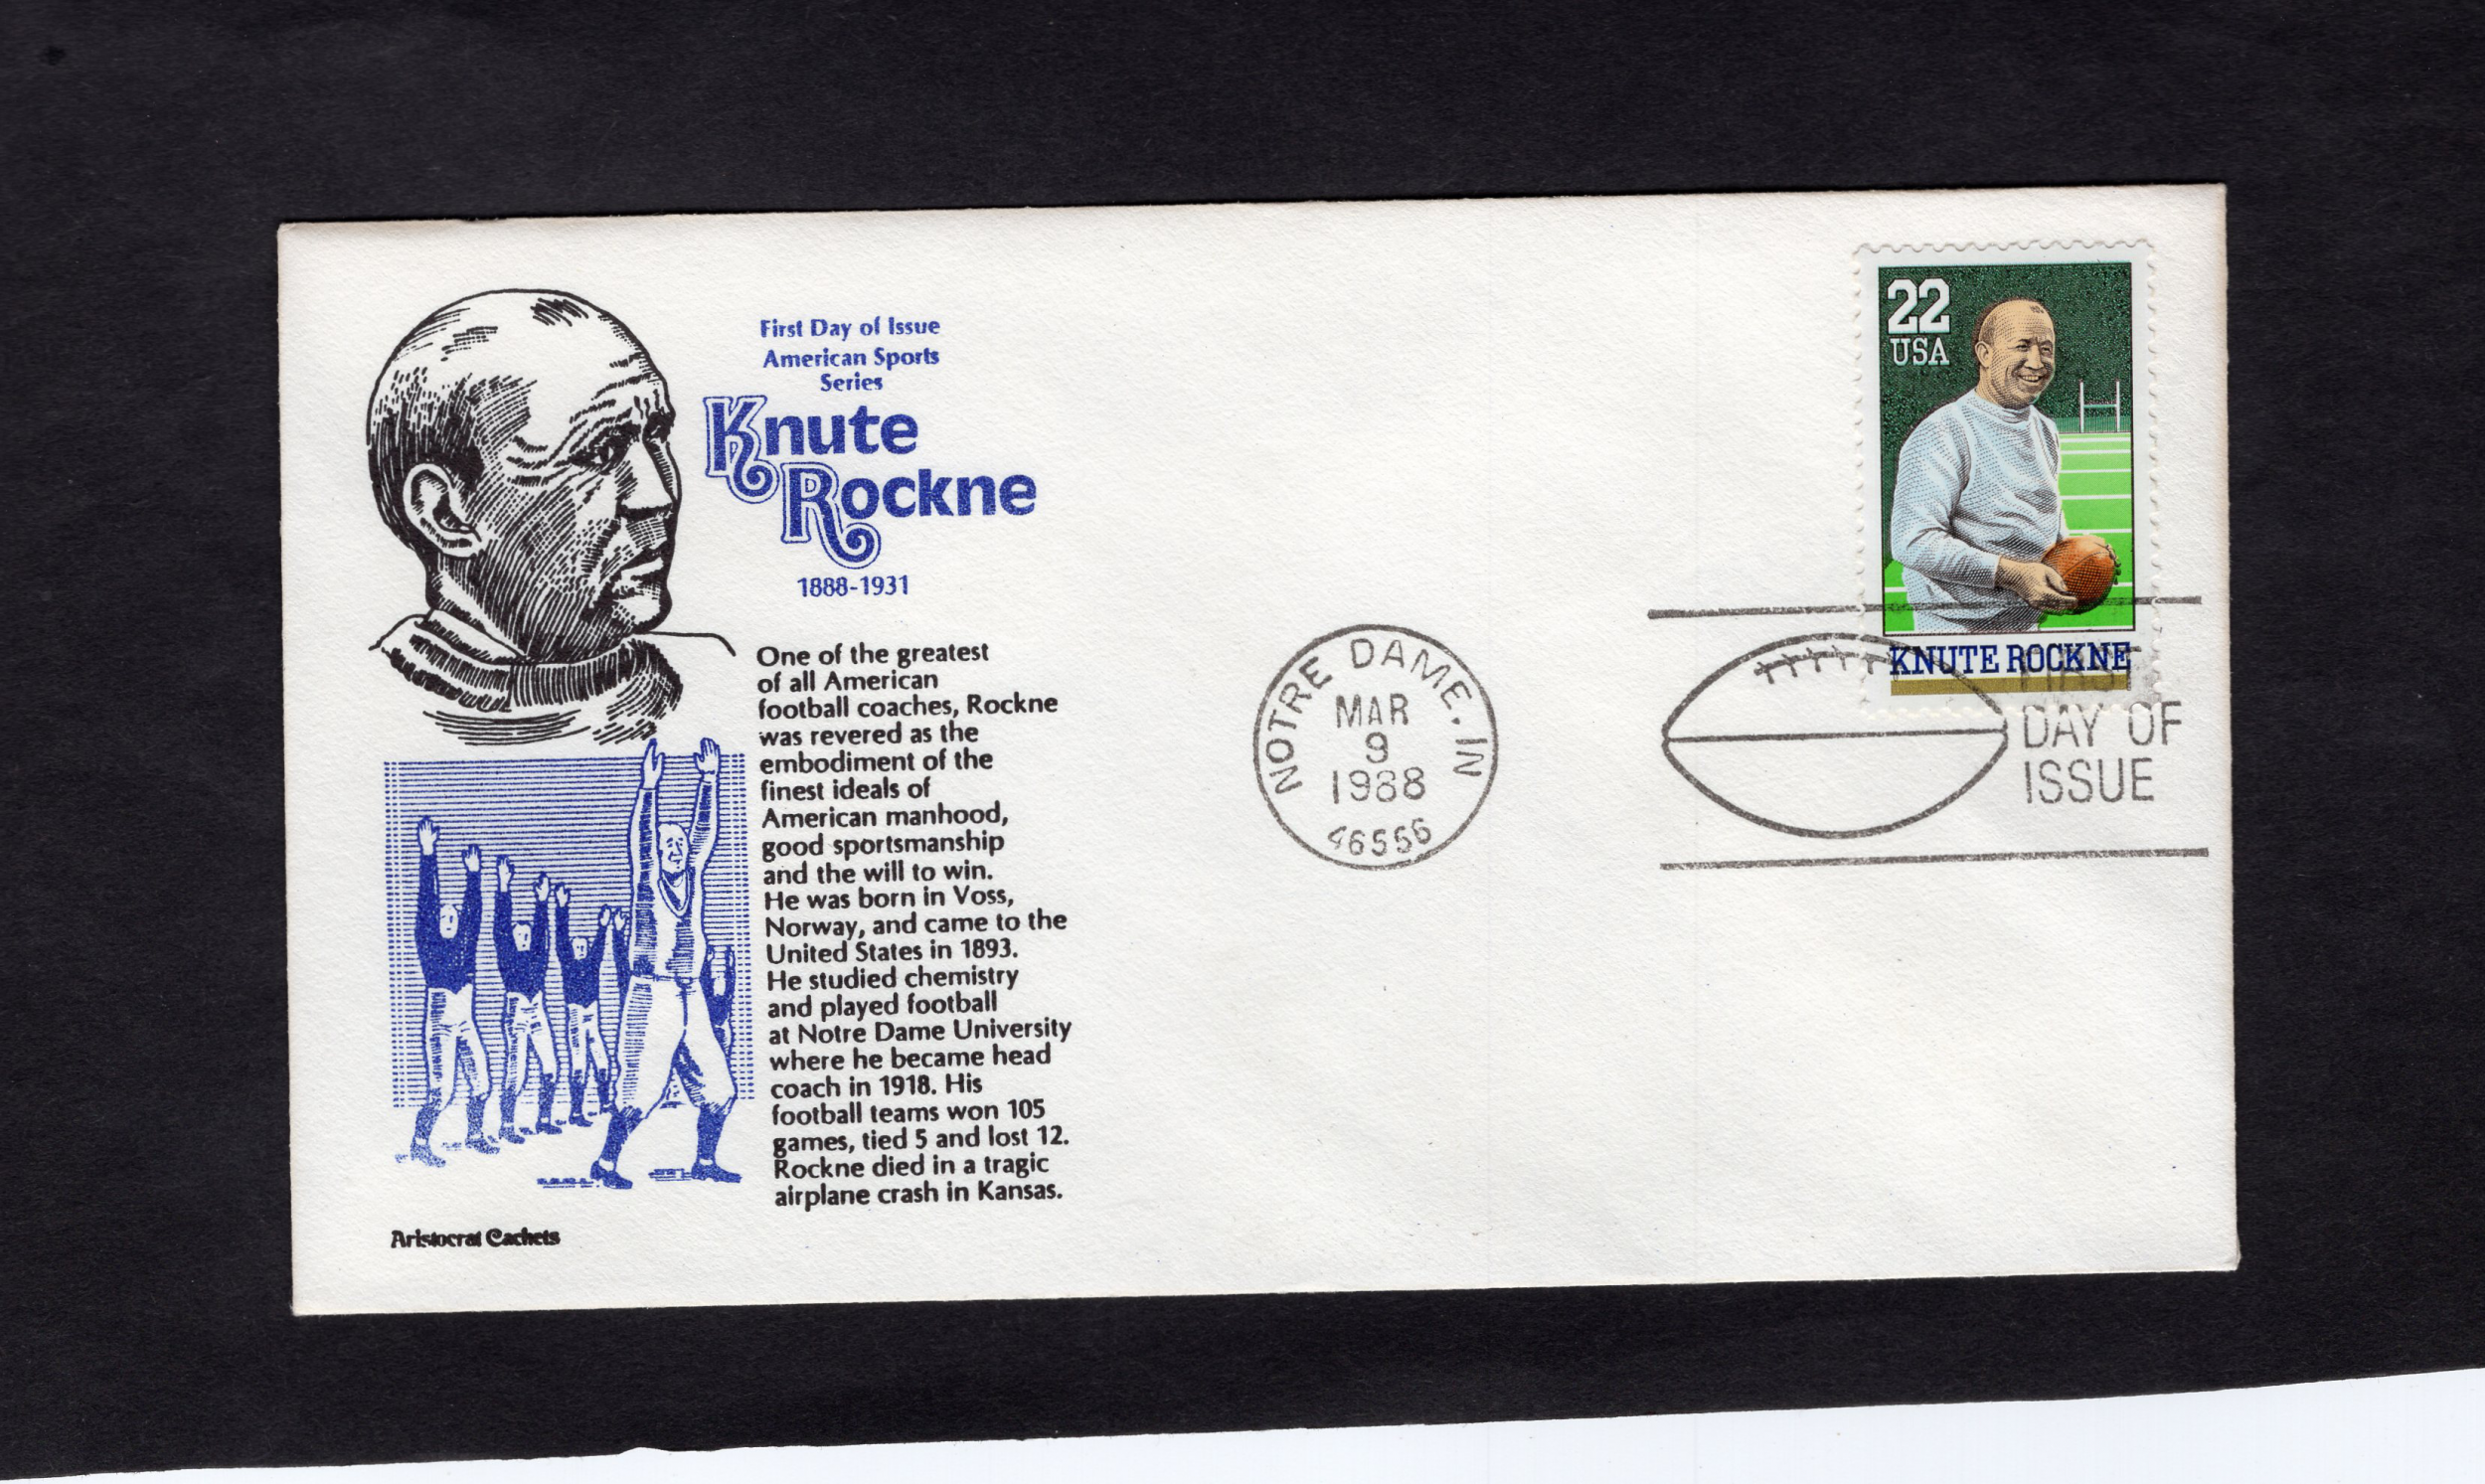 First Day of Issue
American Sports
Series
Knute
Rockne
1888-1931
One of the greatest
of all American
football coaches, Rockne
was revered as the
embodiment of the
finest ideals of
American manhood,
good sportsmanship
and the will to win.
He was born in Voss,
Norway, and came to the
United States in 1893.
He studied chemistry
and played football
at Notre Dame University
where he became head
coach in 1918. His
football teams won 105
games, tied 5 and lost 12.
Rockne died in a tragic
airplane crash in Kansas.
Aristocrat Cachets
NOTRE DAME, IN
MAR
9
1988
46556
22
USA
KNUTE ROCKNE
FIRST
DAY OF
ISSUE